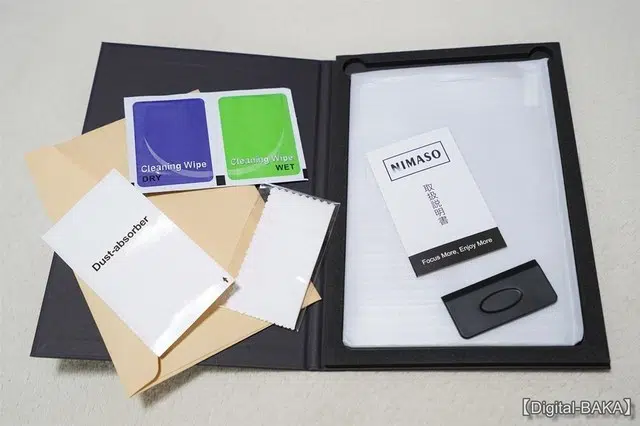 Cleaning Wipe
DRY
Cleaning Wipe
WET
Dust-absorber
NIMASO
取扱説明書
Focus More, Enjoy More
【Digital-BAKA】